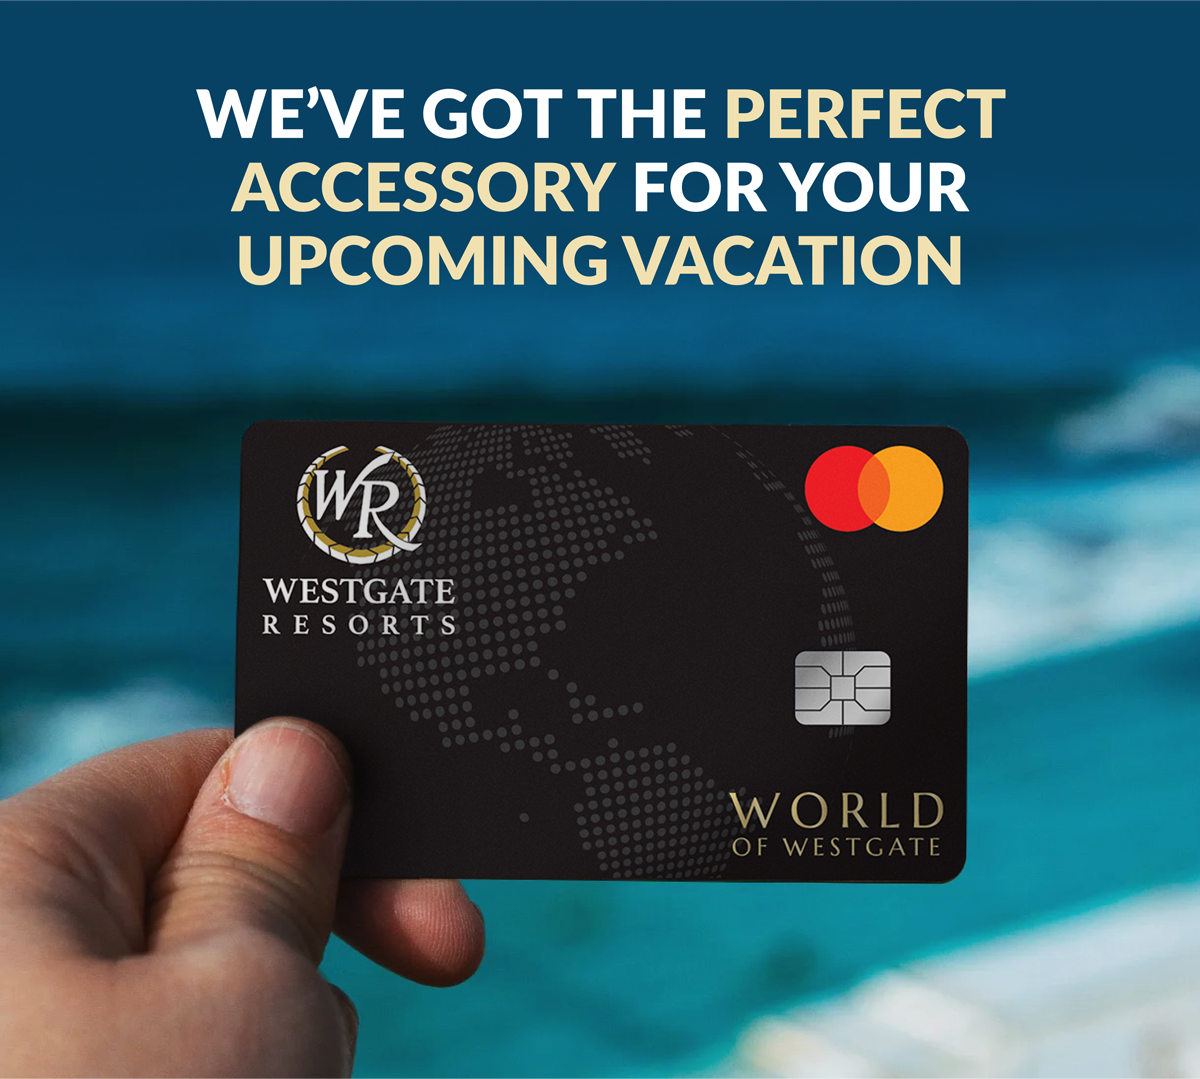 WE’VE GOT THE PERFECT
ACCESSORY FOR YOUR
UPCOMING VACATION
WR
WESTGATE
RESORTS
WORLD
OF WESTGATE